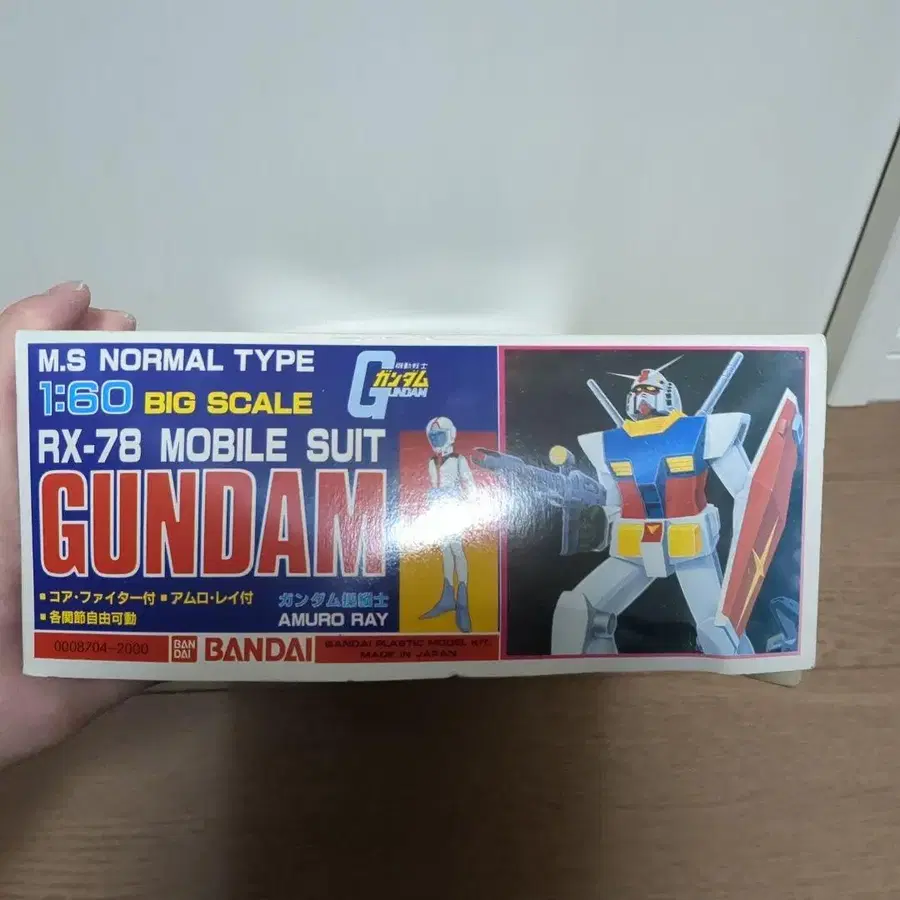 M.S NORMAL TYPE
1:60 BIG SCALE
機動戦士
ガンダム
GUNDAM
RX-78 MOBILE SUIT
GUNDAM
■コア・ファイター付 ■アムロ・レイ付
■各関節自由可動
ガンダム操縦士
AMURO RAY
0008704-2000
BAN
DAI
BANDAI
BANDAI PLASTIC MODEL KIT.
MADE IN JAPAN